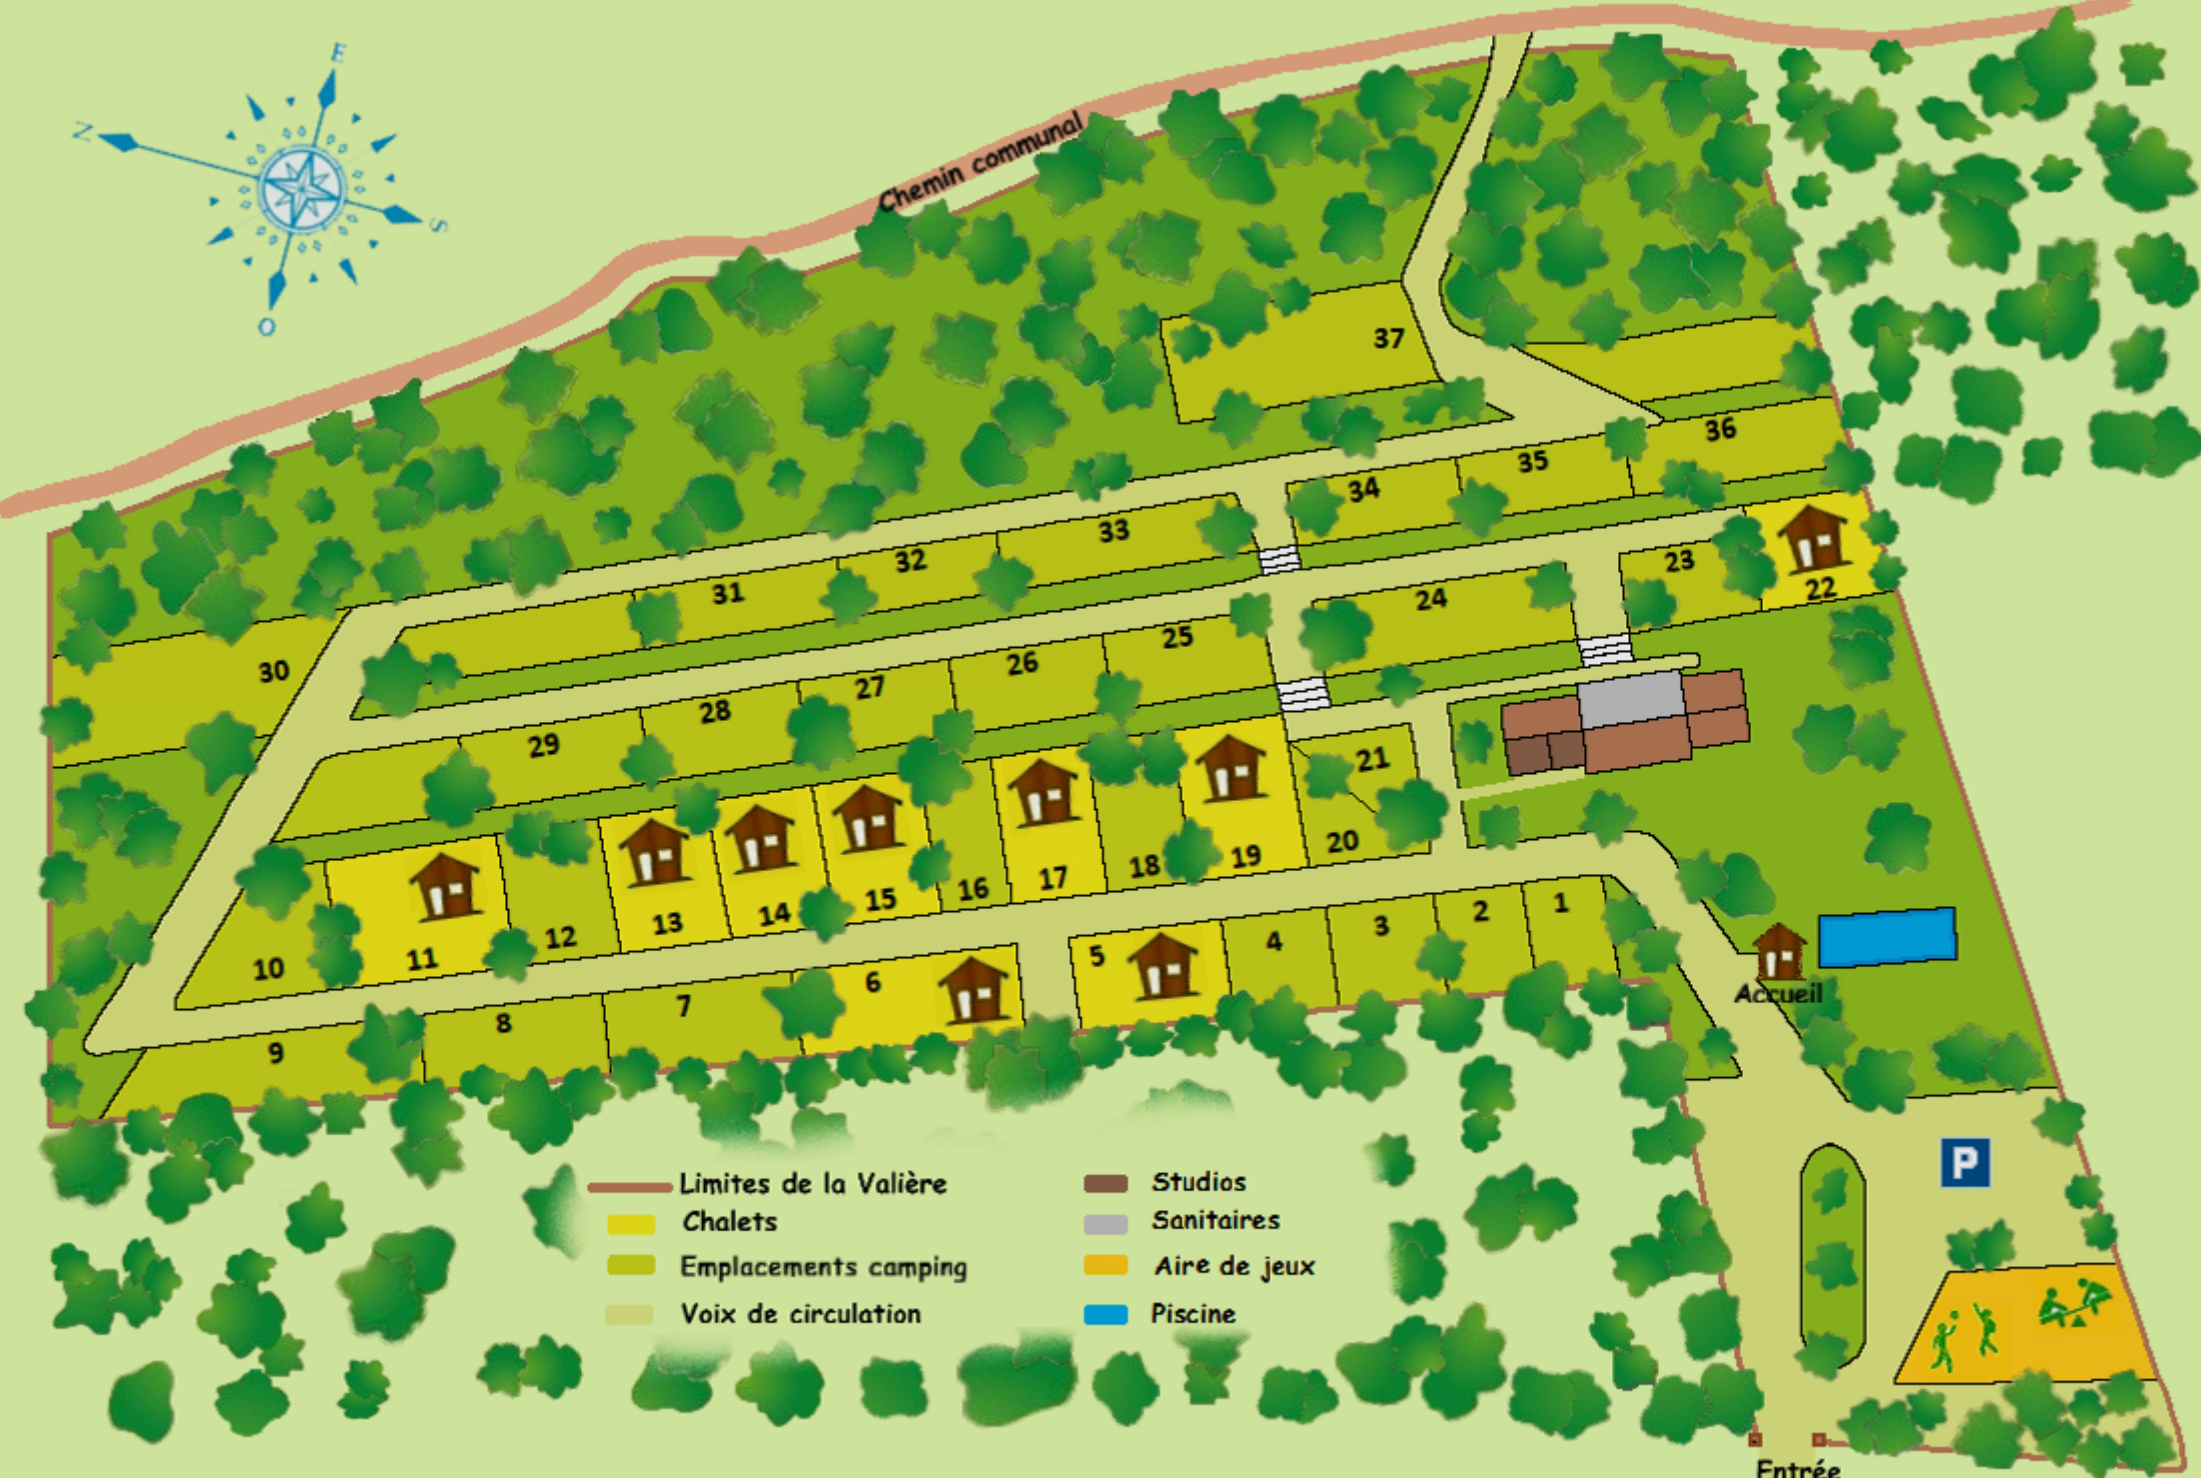 E
N
S
O
Chemin communal
37
36
35
34
33
32
31
30
22
23
24
25
26
27
28
29
21
20
19
18
17
16
15
14
13
12
11
10
1
2
3
4
5
6
7
8
9
Accueil
P
Limites de la Valière
Chalets
Emplacements camping
Voix de circulation
Studios
Sanitaires
Aire de jeux
Piscine
Entrée